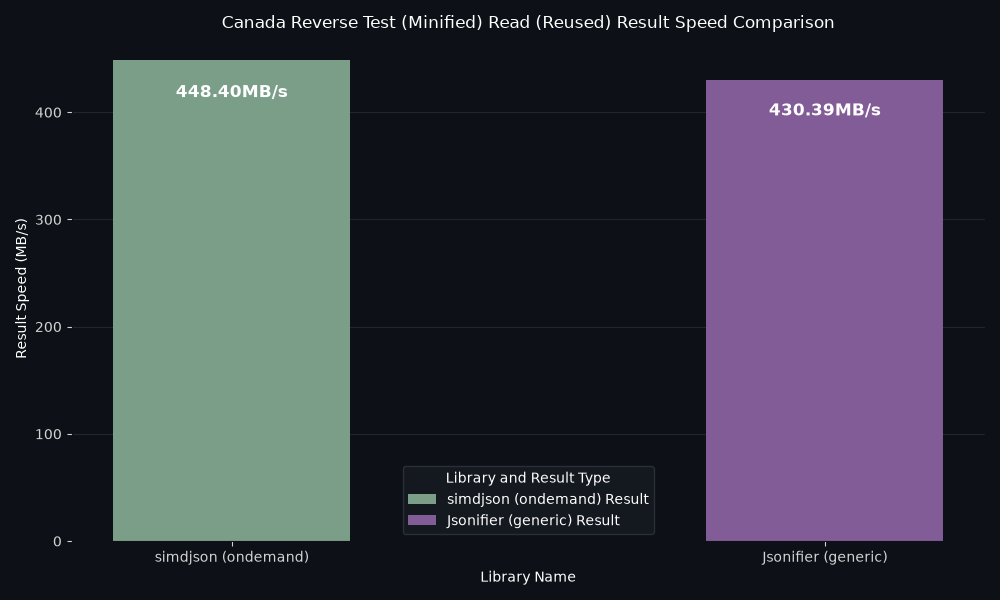 Canada Reverse Test (Minified) Read (Reused) Result Speed Comparison
448.40MB/s
430.39MB/s
400
300
200
100
0
Result Speed (MB/s)
Library and Result Type
simdjson (ondemand) Result
Jsonifier (generic) Result
simdjson (ondemand)
Jsonifier (generic)
Library Name